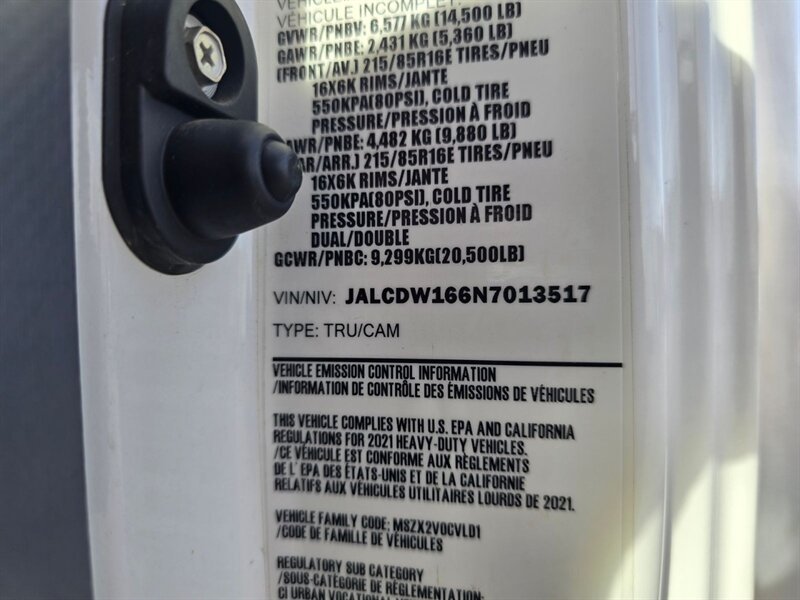 VÉHICULE INCOMPLET:
GVWR/PNBV: 6,577 KG (14,500 LB)
GAWR/PNBE: 2,431 KG (5,360 LB)
(FRONT/AV.) 215/85R16E TIRES/PNEU
16X6K RIMS/JANTE
550KPA(80PSI), COLD TIRE
PRESSURE/PRESSION À FROID
AWR/PNBE: 4,482 KG (9,880 LB)
AR/ARR.) 215/85R16E TIRES/PNEU
16X6K RIMS/JANTE
550KPA(80PSI), COLD TIRE
PRESSURE/PRESSION À FROID
DUAL/DOUBLE
GCWR/PNBC: 9,299KG(20,500LB)
VIN/NIV: JALCDW166N7013517
TYPE: TRU/CAM
VEHICLE EMISSION CONTROL INFORMATION
/INFORMATION DE CONTRÔLE DES ÉMISSIONS DE VÉHICULES
THIS VEHICLE COMPLIES WITH U.S. EPA AND CALIFORNIA
REGULATIONS FOR 2021 HEAVY-DUTY VEHICLES.
/CE VÉHICULE EST CONFORME AUX RÈGLEMENTS
DE L'EPA DES ÉTATS-UNIS ET DE LA CALIFORNIE
RELATIFS AUX VÉHICULES UTILITAIRES LOURDS DE 2021.
VEHICLE FAMILY CODE: MSZX2VOCVLD1
/CODE DE FAMILLE DE VÉHICULES
REGULATORY SUB CATEGORY
/SOUS-CATÉGORIE DE RÉGLEMENTATION:
CI URBAN VOCATIONAL